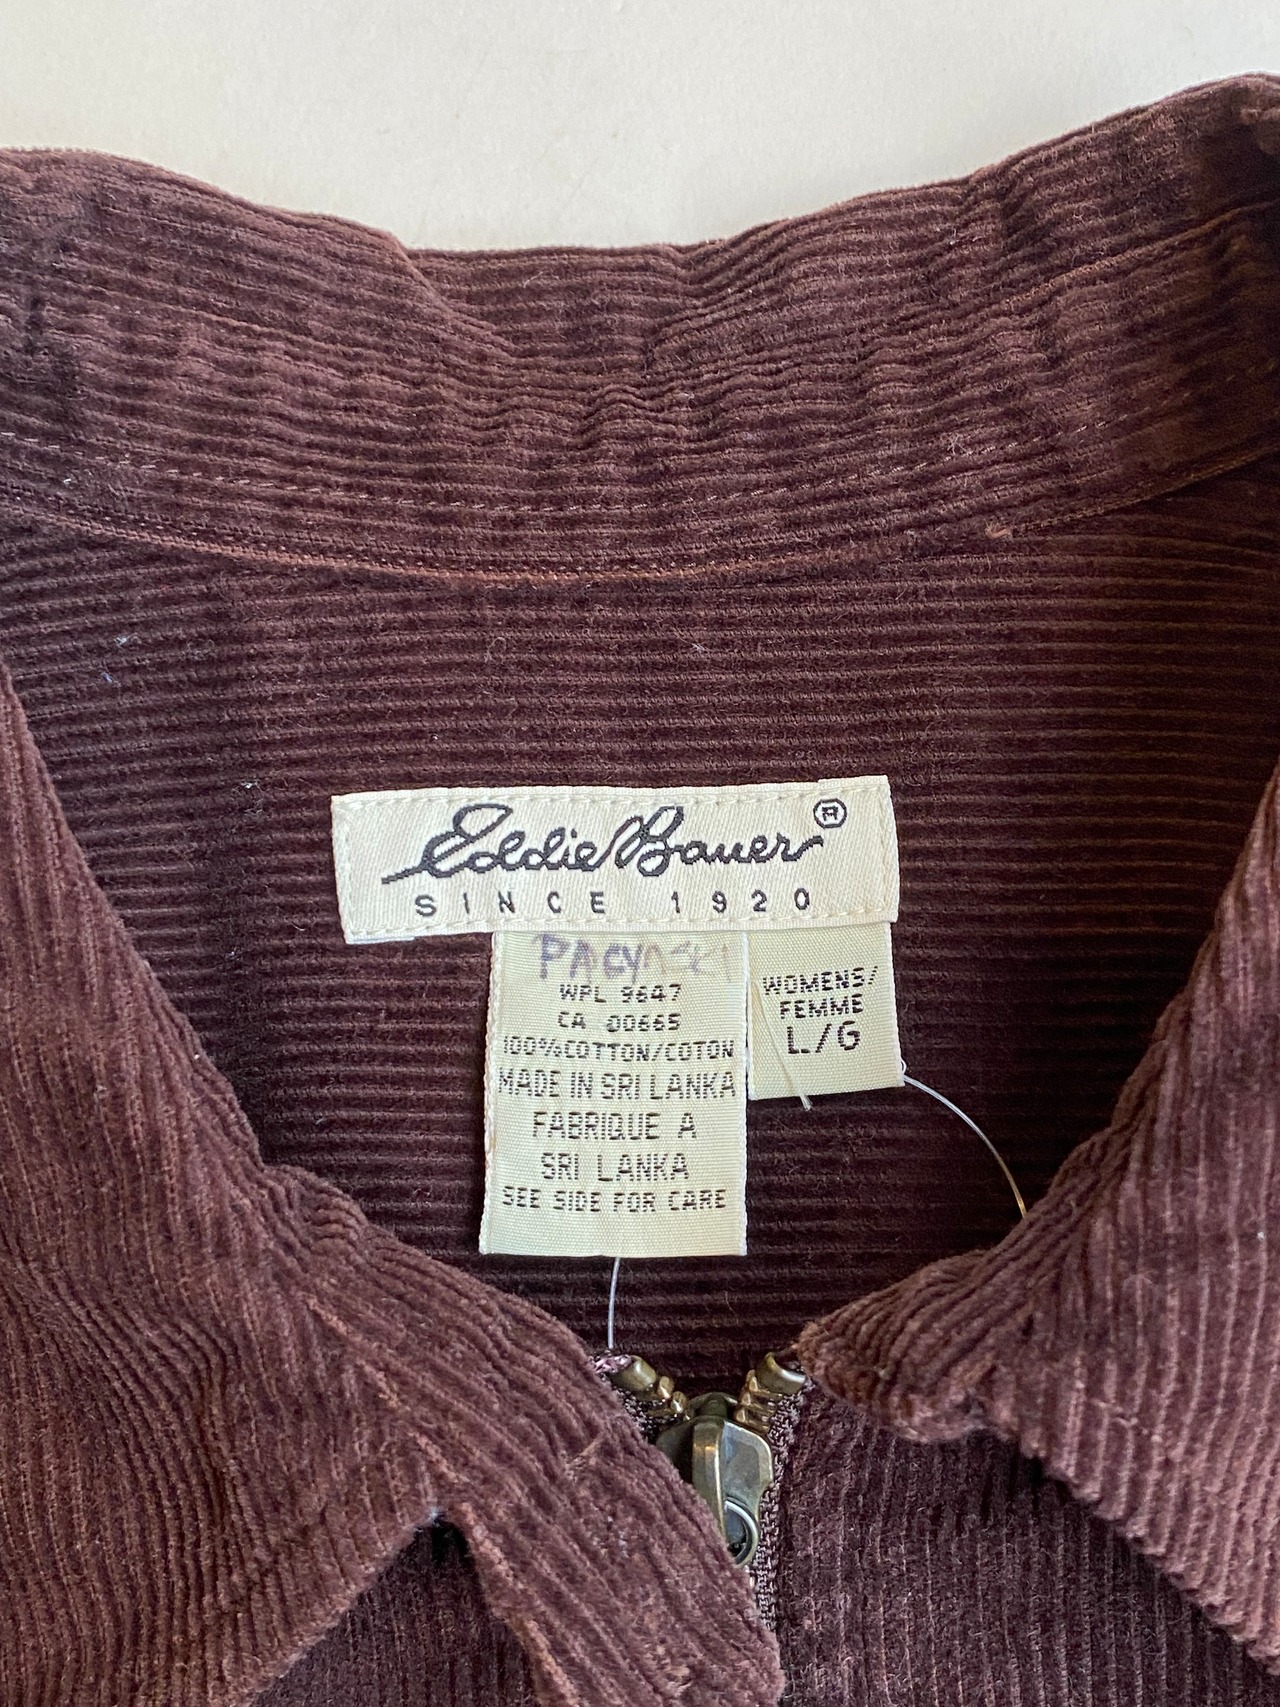 Eddie Bauer ®
SINCE 1920
WPL 9647
CA 00665
100%COTTON/COTON
MADE IN SRI LANKA
FABRIQUE A
SRI LANKA
SEE SIDE FOR CARE
WOMENS/
FEMME
L/G